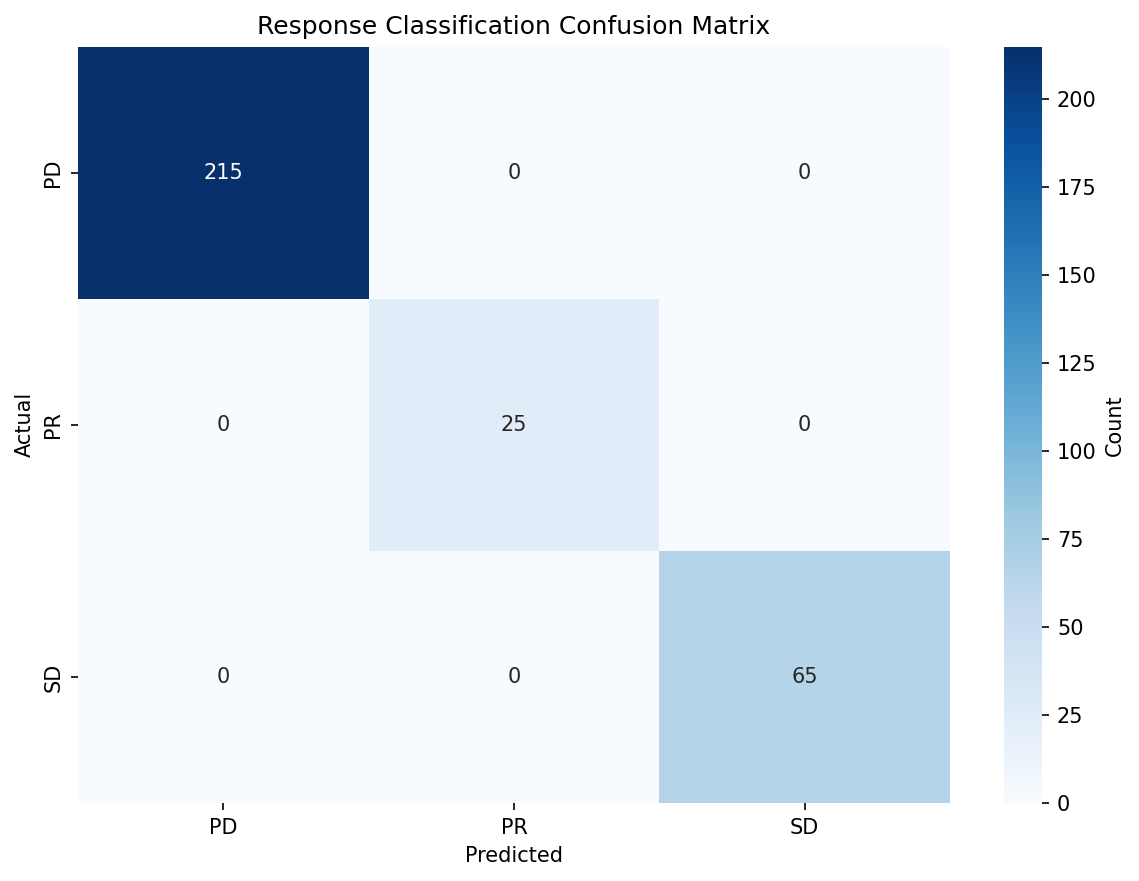 Response Classification Confusion Matrix
PD 215 0 0
PR 0 25 0
SD 0 0 65
PD PR SD
Predicted
Actual
200
175
150
125
100
75
50
25
0
Count